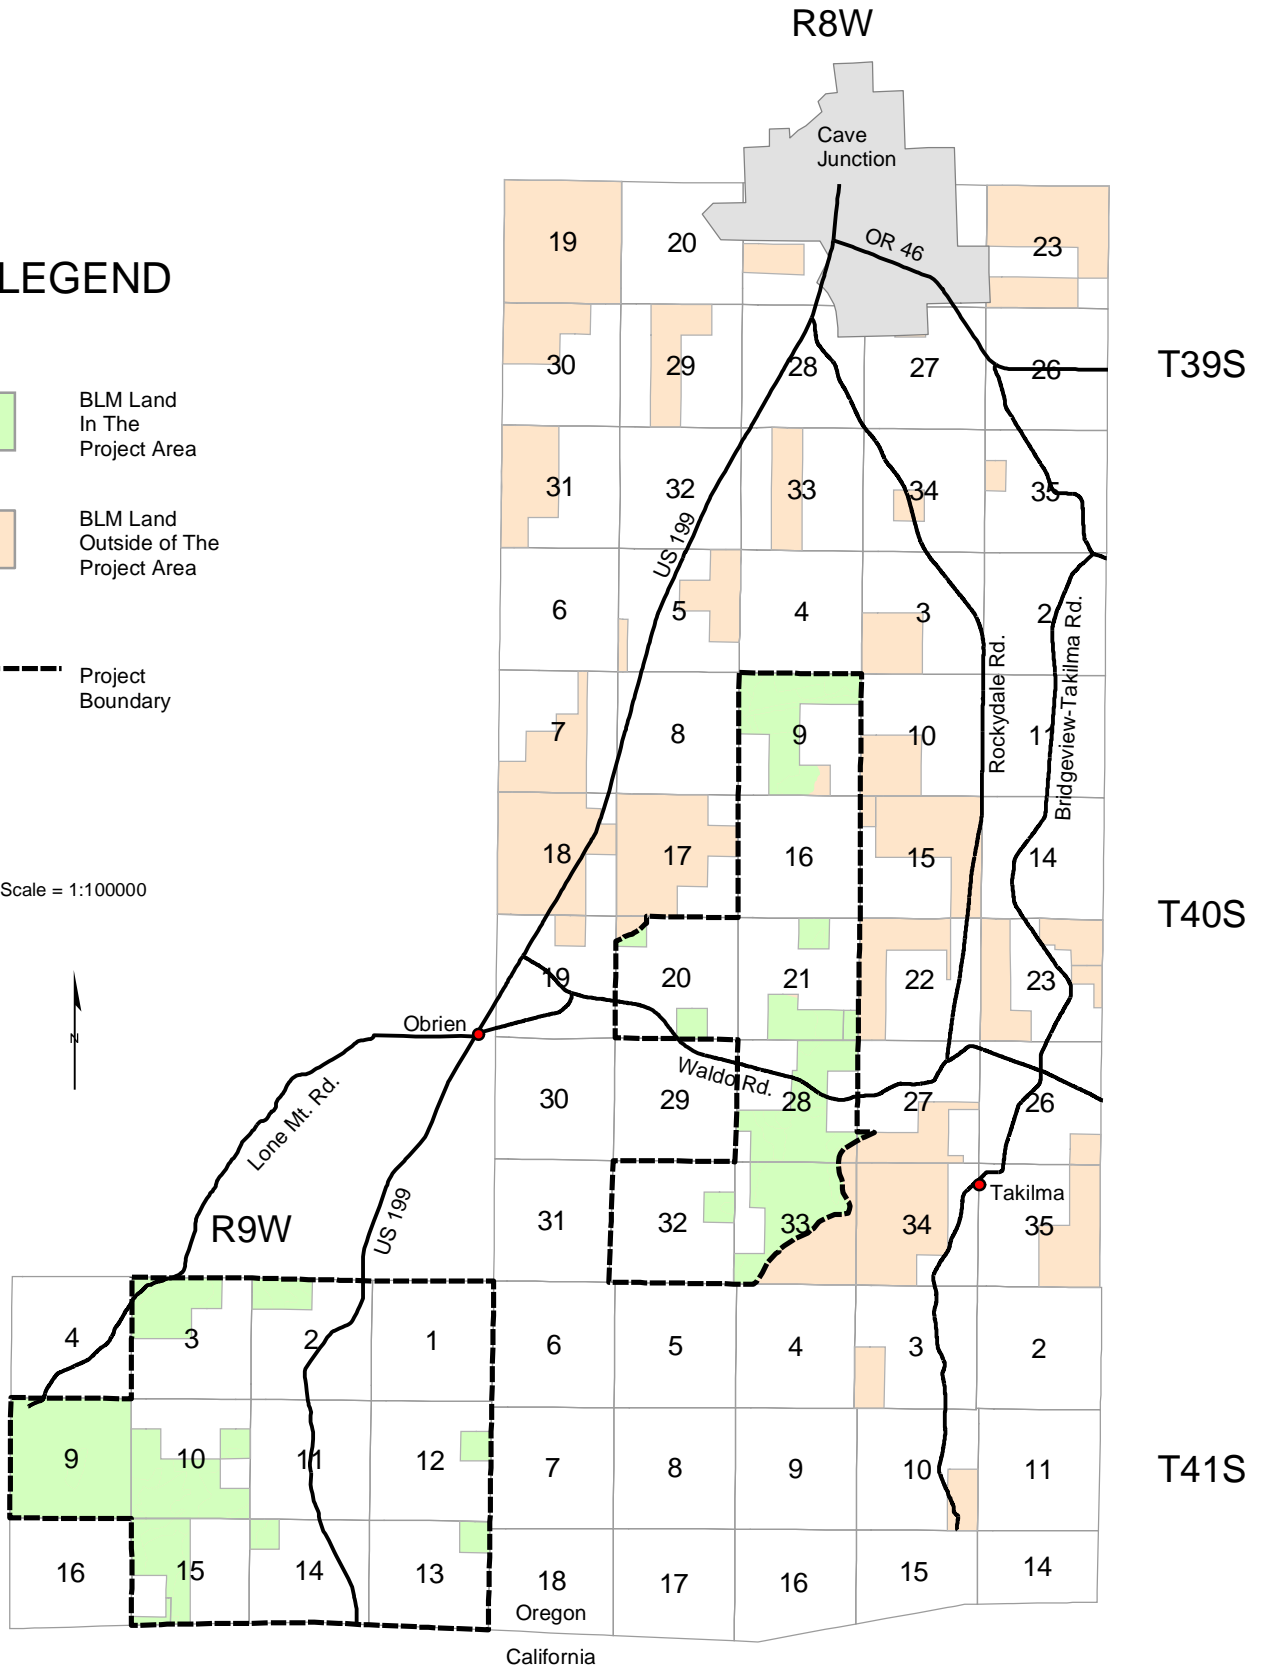 R8W
Cave
Junction
OR 46
19
20
23
LEGEND
30
29
28
27
26
T39S
BLM Land
In The
Project Area
31
32
33
34
35
BLM Land
Outside of The
Project Area
US 199
6
5
4
3
2
Rockydale Rd.
Bridgeview-Takilma Rd.
Project
Boundary
7
8
9
10
11
18
17
16
15
14
Scale = 1:100000
T40S
19
20
21
22
23
N
Obrien
Waldo Rd.
Lone Mt. Rd.
30
29
28
27
26
Takilma
US 199
R9W
31
32
33
34
35
4
3
2
1
6
5
4
3
2
9
10
11
12
7
8
9
10
11
T41S
16
15
14
13
18
17
16
15
14
Oregon
California